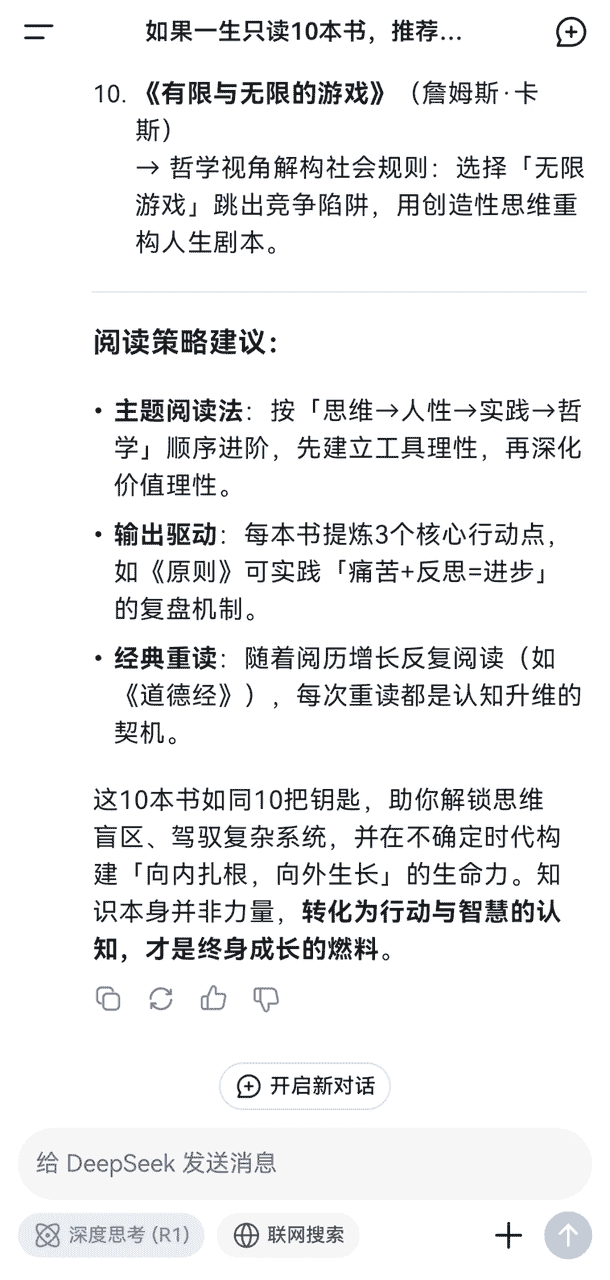 如果一生只读10本书，推荐...
10. 《有限与无限的游戏》（詹姆斯·卡
斯）
→ 哲学视角解构社会规则：选择「无限
游戏」跳出竞争陷阱，用创造性思维重
构人生剧本。
阅读策略建议：
• 主题阅读法：按「思维→人性→实践→哲
学」顺序进阶，先建立工具理性，再深化
价值理性。
• 输出驱动：每本书提炼3个核心行动点，
如《原则》可实践「痛苦+反思=进步」
的复盘机制。
• 经典重读：随着阅历增长反复阅读（如
《道德经》），每次重读都是认知升维的
契机。
这10本书如同10把钥匙，助你解锁思维
盲区、驾驭复杂系统，并在不确定时代构
建「向内扎根，向外生长」的生命力。知
识本身并非力量，转化为行动与智慧的认
知，才是终身成长的燃料。
开启新对话
给 DeepSeek 发送消息
深度思考 (R1) 联网搜索